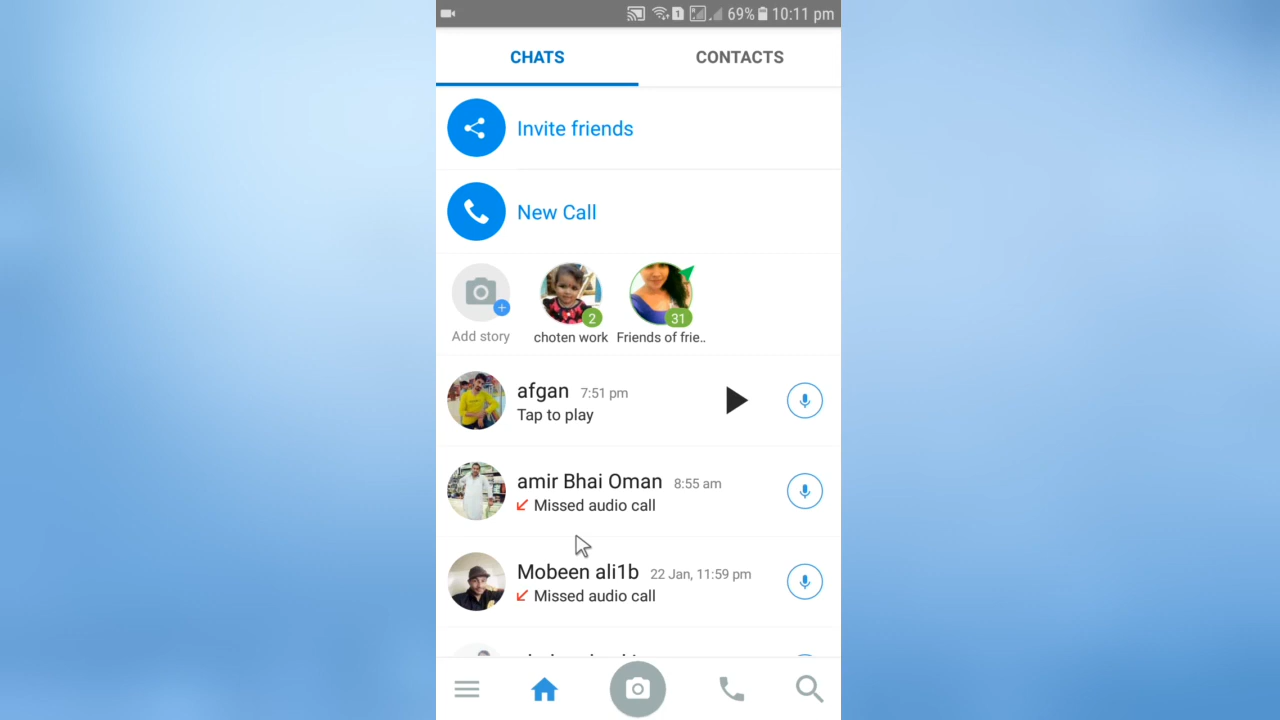 1 69% 10:11 pm
CHATS CONTACTS
Invite friends
New Call
2 31
Add story choten work Friends of frie..
afgan 7:51 pm
Tap to play
amir Bhai Oman 8:55 am
Missed audio call
Mobeen ali1b 22 Jan, 11:59 pm
Missed audio call